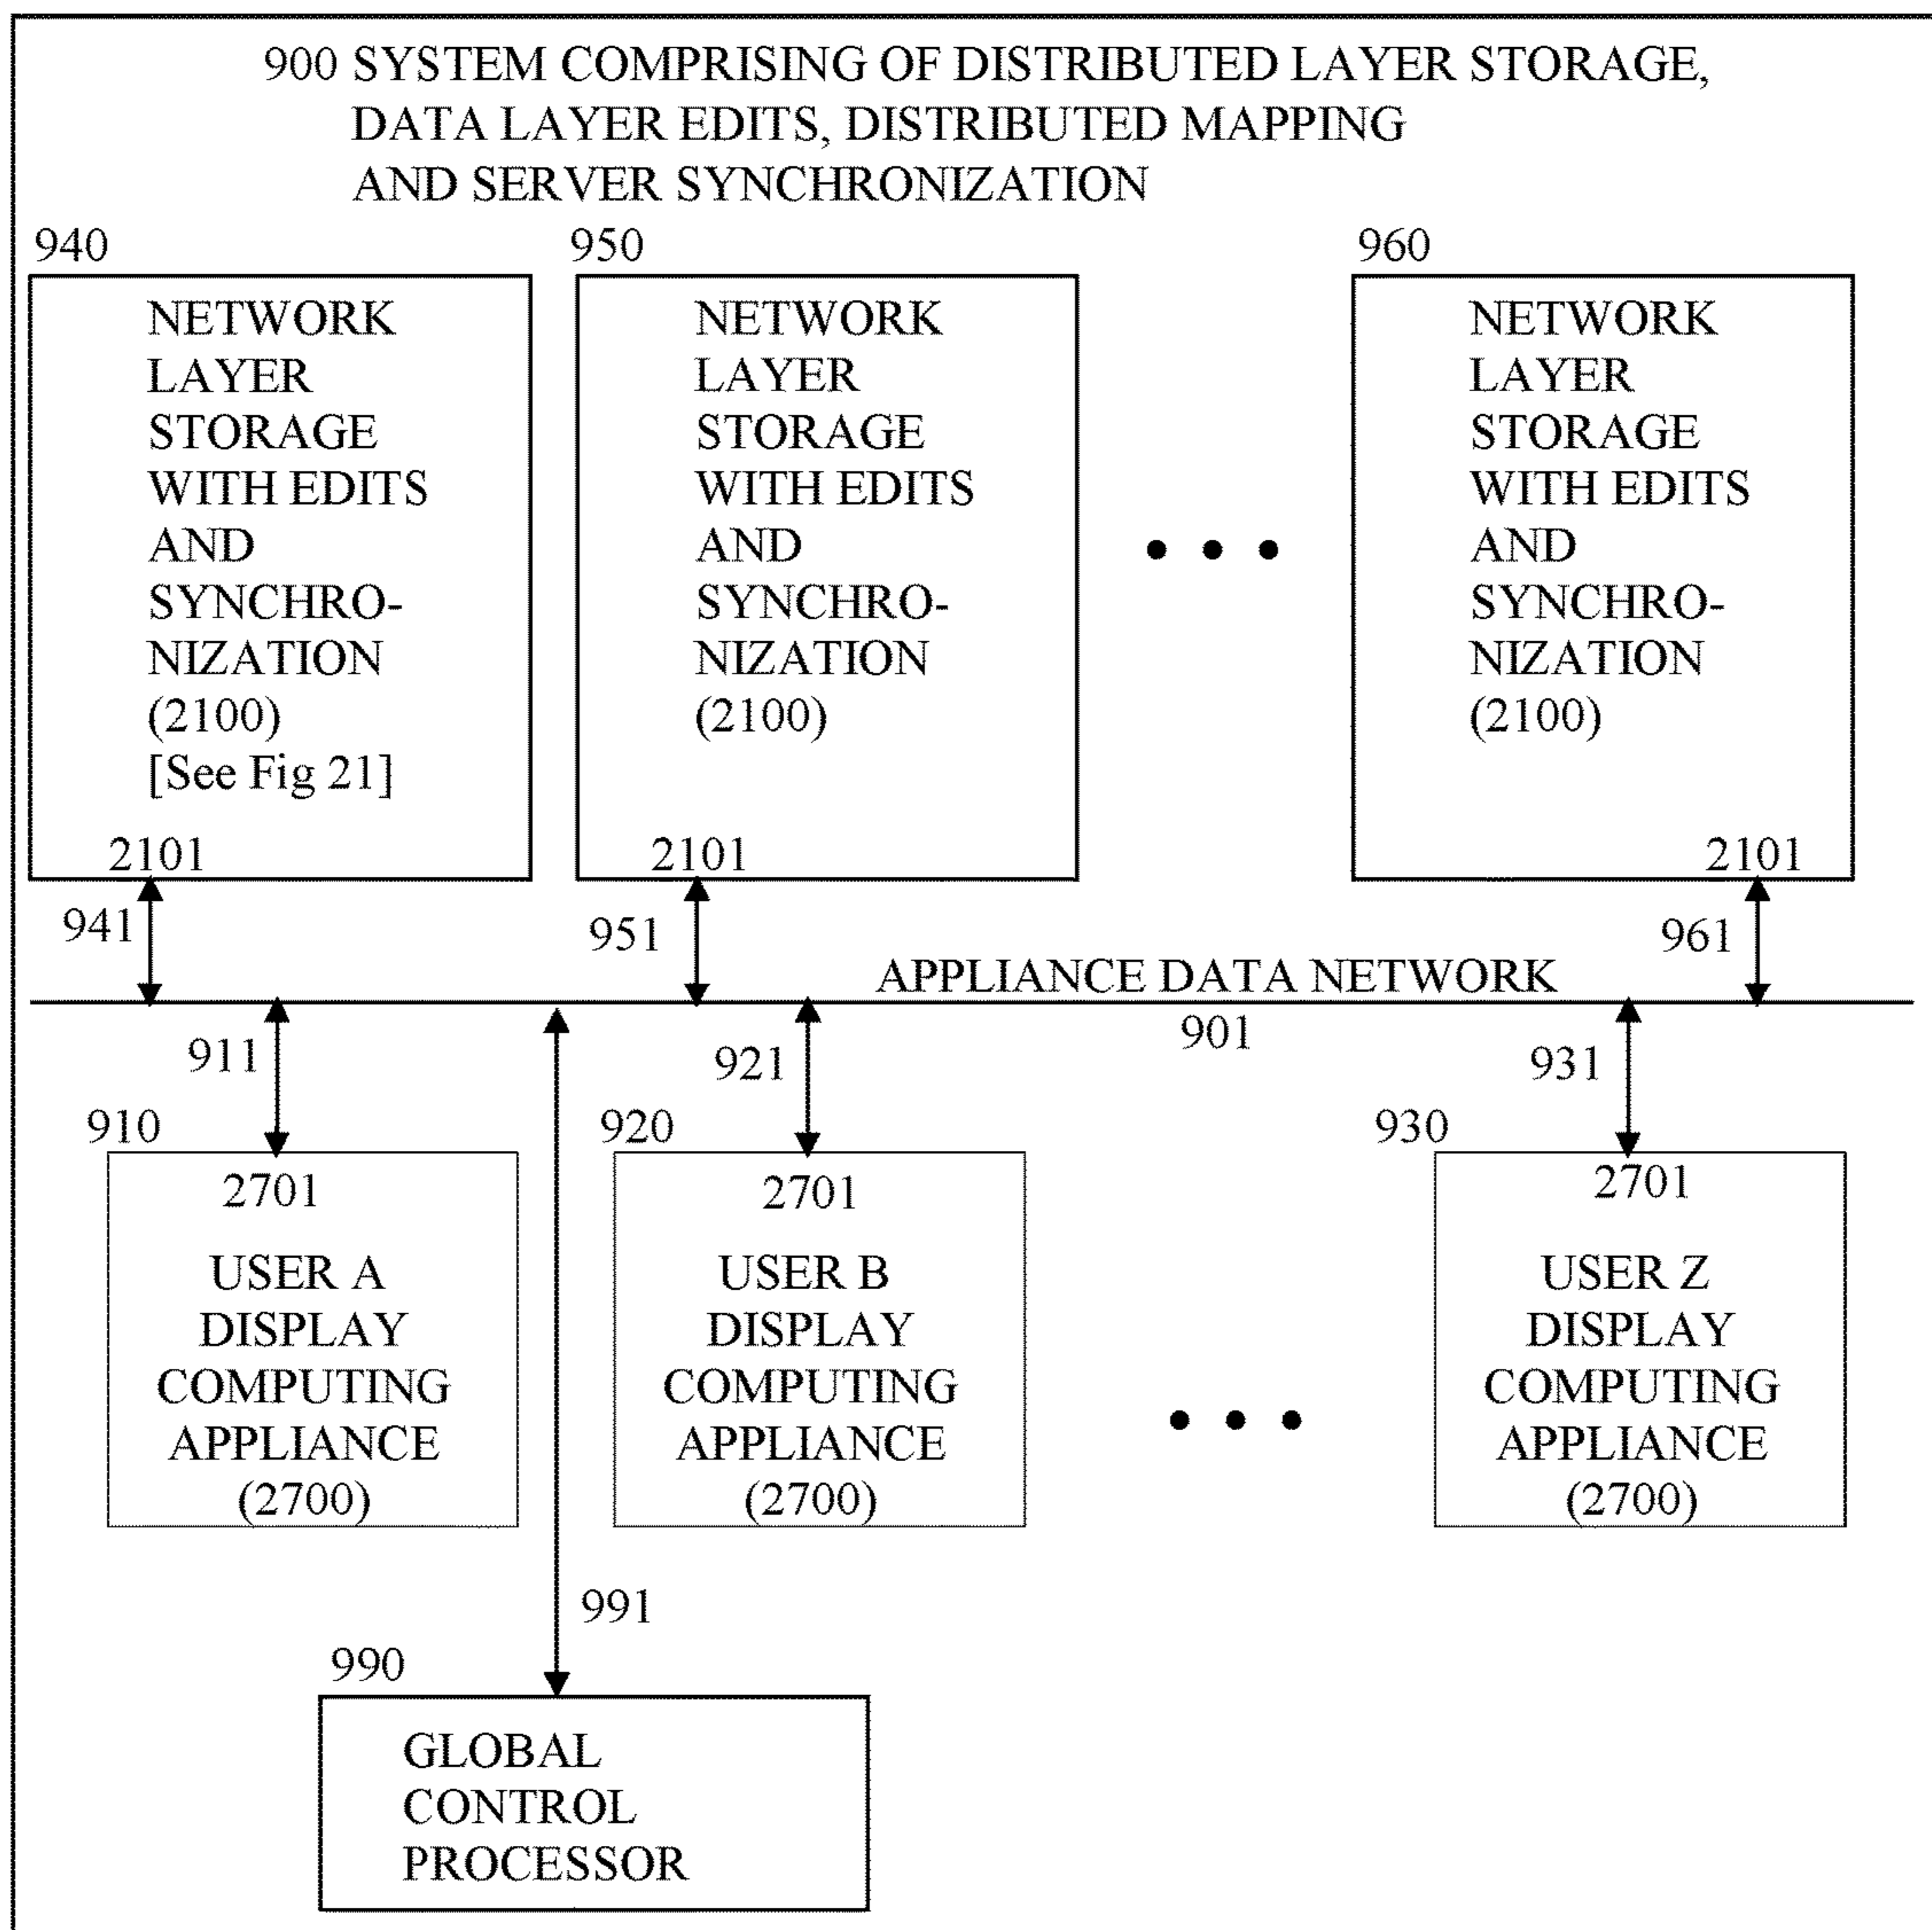 900 SYSTEM COMPRISING OF DISTRIBUTED LAYER STORAGE,
DATA LAYER EDITS, DISTRIBUTED MAPPING
AND SERVER SYNCHRONIZATION
940
NETWORK
LAYER
STORAGE
WITH EDITS
AND
SYNCHRO-
NIZATION
(2100)
[See Fig 21]
2101
950
NETWORK
LAYER
STORAGE
WITH EDITS
AND
SYNCHRO-
NIZATION
(2100)
2101
• • •
960
NETWORK
LAYER
STORAGE
WITH EDITS
AND
SYNCHRO-
NIZATION
(2100)
2101
941
951
961
APPLIANCE DATA NETWORK
901
911
921
931
910
2701
USER A
DISPLAY
COMPUTING
APPLIANCE
(2700)
920
2701
USER B
DISPLAY
COMPUTING
APPLIANCE
(2700)
• • •
930
2701
USER Z
DISPLAY
COMPUTING
APPLIANCE
(2700)
991
990
GLOBAL
CONTROL
PROCESSOR